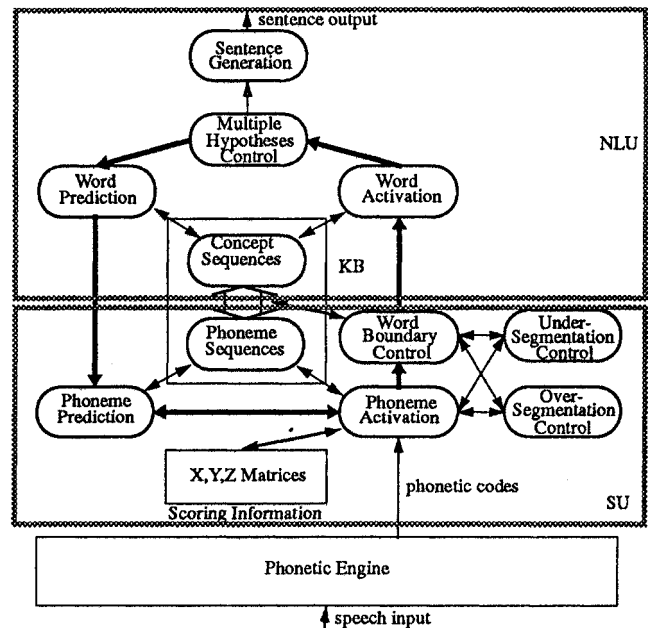 sentence output
Sentence
Generation
Multiple
Hypotheses
Control
NLU
Word
Prediction
Word
Activation
Concept
Sequences
KB
Phoneme
Sequences
Word
Boundary
Control
Under-
Segmentation
Control
Phoneme
Prediction
Phoneme
Activation
Over-
Segmentation
Control
X,Y,Z Matrices
Scoring Information
phonetic codes
SU
Phonetic Engine
speech input